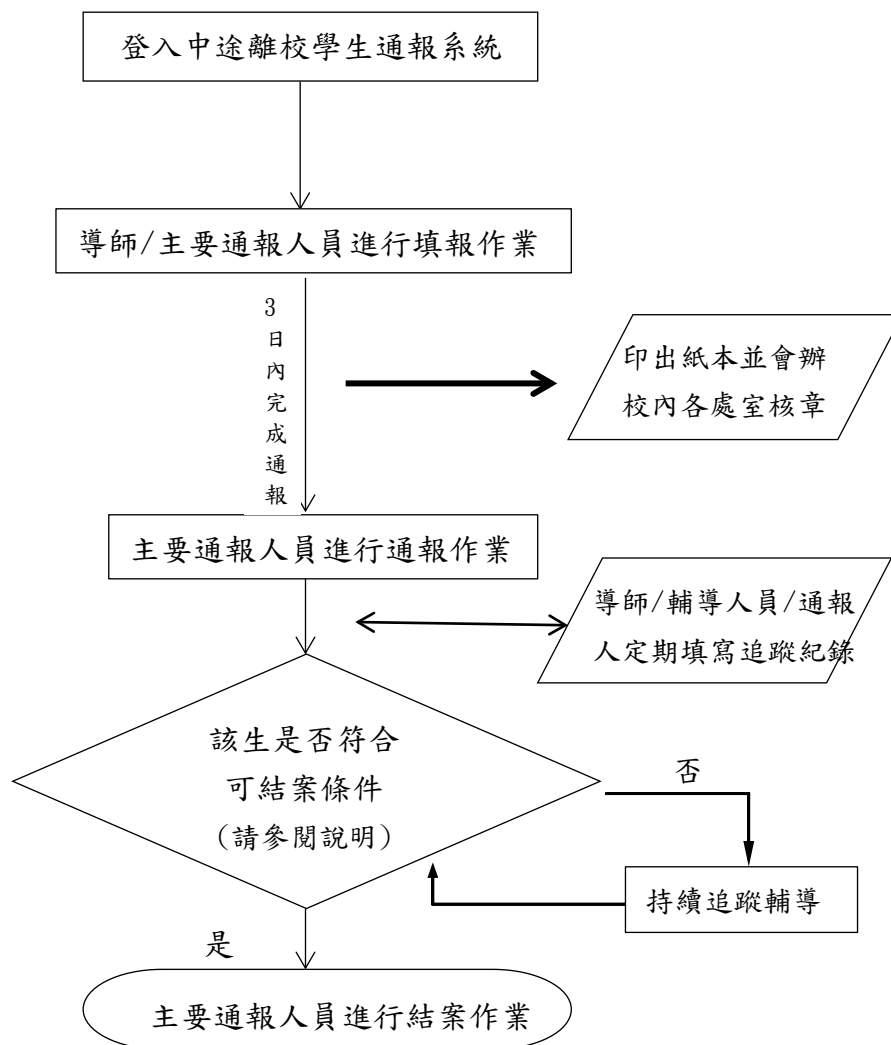 登入中途離校學生通報系統
導師/主要通報人員進行填報作業
3日內完成通報
印出紙本並會辦
校內各處室核章
主要通報人員進行通報作業
導師/輔導人員/通報
人定期填寫追蹤紀錄
該生是否符合
可結案條件
(請參閱說明)
否
持續追蹤輔導
是
主要通報人員進行結案作業